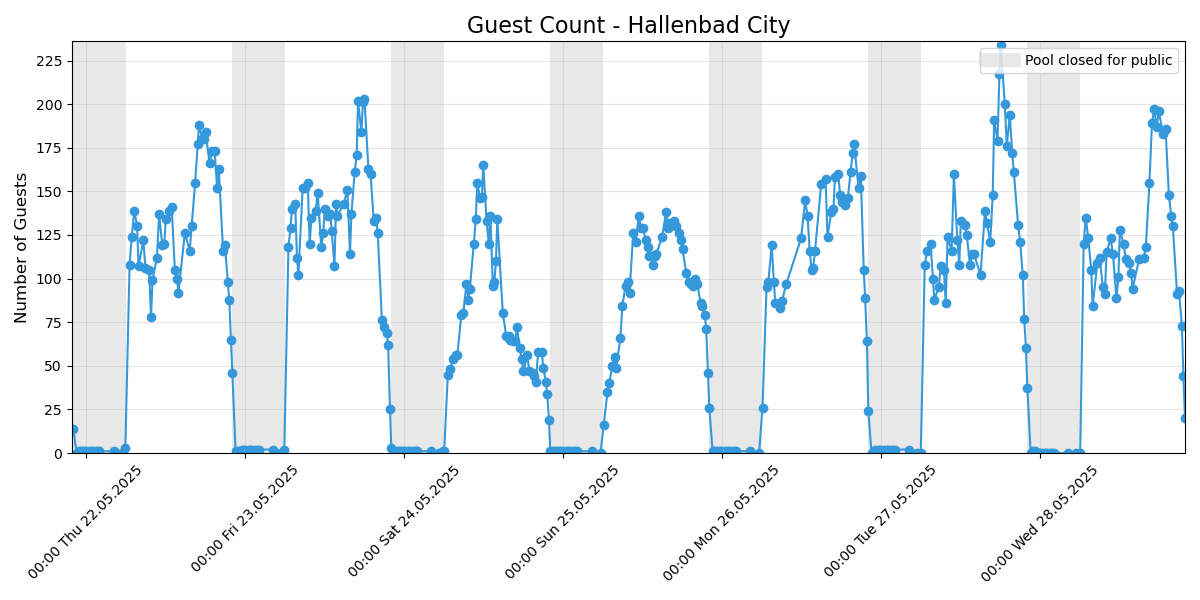 Guest Count - Hallenbad City
Pool closed for public
Number of Guests
225
200
175
150
125
100
75
50
25
0
00:00 Thu 22.05.2025
00:00 Fri 23.05.2025
00:00 Sat 24.05.2025
00:00 Sun 25.05.2025
00:00 Mon 26.05.2025
00:00 Tue 27.05.2025
00:00 Wed 28.05.2025